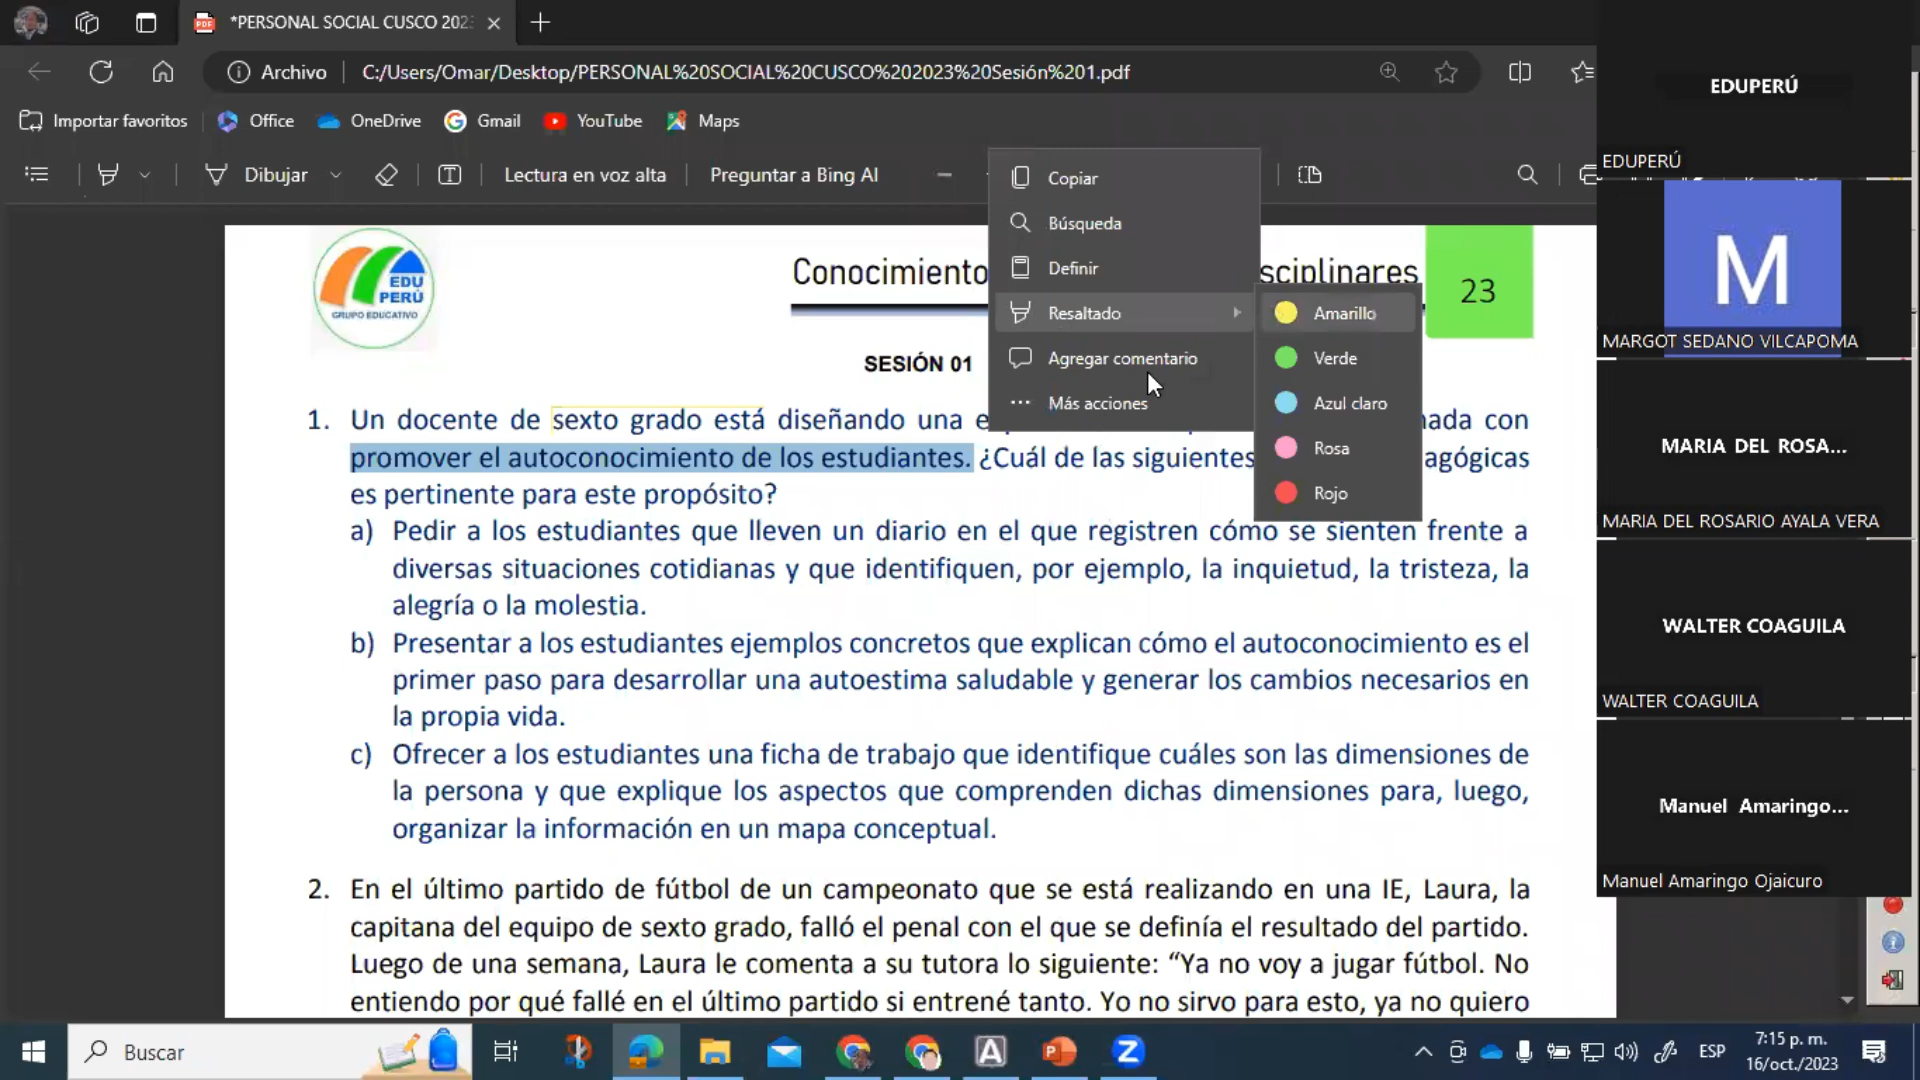 *PERSONAL SOCIAL CUSCO 202
Archivo
C:/Users/Omar/Desktop/PERSONAL%20SOCIAL%20CUSCO%202023%20Sesión%201.pdf
Importar favoritos
Office
OneDrive
Gmail
YouTube
Maps
Dibujar
Lectura en voz alta
Preguntar a Bing AI
Copiar
Búsqueda
Definir
Resaltado
Agregar comentario
Más acciones
Amarillo
Verde
Azul claro
Rosa
Rojo
EDU
PERÚ
GRUPO EDUCATIVO
Conocimiento sciplinares
23
SESIÓN 01
1. Un docente de sexto grado está diseñando una e nada con
promover el autoconocimiento de los estudiantes. ¿Cuál de las siguientes agógicas
es pertinente para este propósito?
a) Pedir a los estudiantes que lleven un diario en el que registren cómo se sienten frente a
diversas situaciones cotidianas y que identifiquen, por ejemplo, la inquietud, la tristeza, la
alegría o la molestia.
b) Presentar a los estudiantes ejemplos concretos que explican cómo el autoconocimiento es el
primer paso para desarrollar una autoestima saludable y generar los cambios necesarios en
la propia vida.
c) Ofrecer a los estudiantes una ficha de trabajo que identifique cuáles son las dimensiones de
la persona y que explique los aspectos que comprenden dichas dimensiones para, luego,
organizar la información en un mapa conceptual.
2. En el último partido de fútbol de un campeonato que se está realizando en una IE, Laura, la
capitana del equipo de sexto grado, falló el penal con el que se definía el resultado del partido.
Luego de una semana, Laura le comenta a su tutora lo siguiente: “Ya no voy a jugar fútbol. No
entiendo por qué fallé en el último partido si entrené tanto. Yo no sirvo para esto, ya no quiero
EDUPERÚ
EDUPERÚ
M
MARGOT SEDANO VILCAPOMA
MARIA DEL ROSA...
MARIA DEL ROSARIO AYALA VERA
WALTER COAGUILA
WALTER COAGUILA
Manuel Amaringo...
Manuel Amaringo Ojaicuro
Buscar
ESP
7:15 p. m.
16/oct./2023